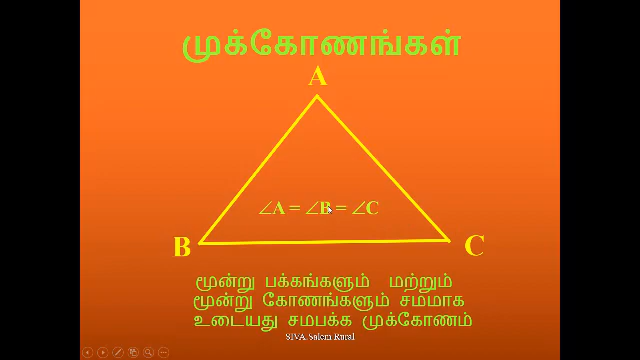 முக்கோணங்கள்
A
∠A = ∠B = ∠C
B
C
மூன்று பக்கங்களும் மற்றும்
மூன்று கோணங்களும் சமமாக
உடையது சமபக்க முக்கோணம்
SIVA.Salem Rural